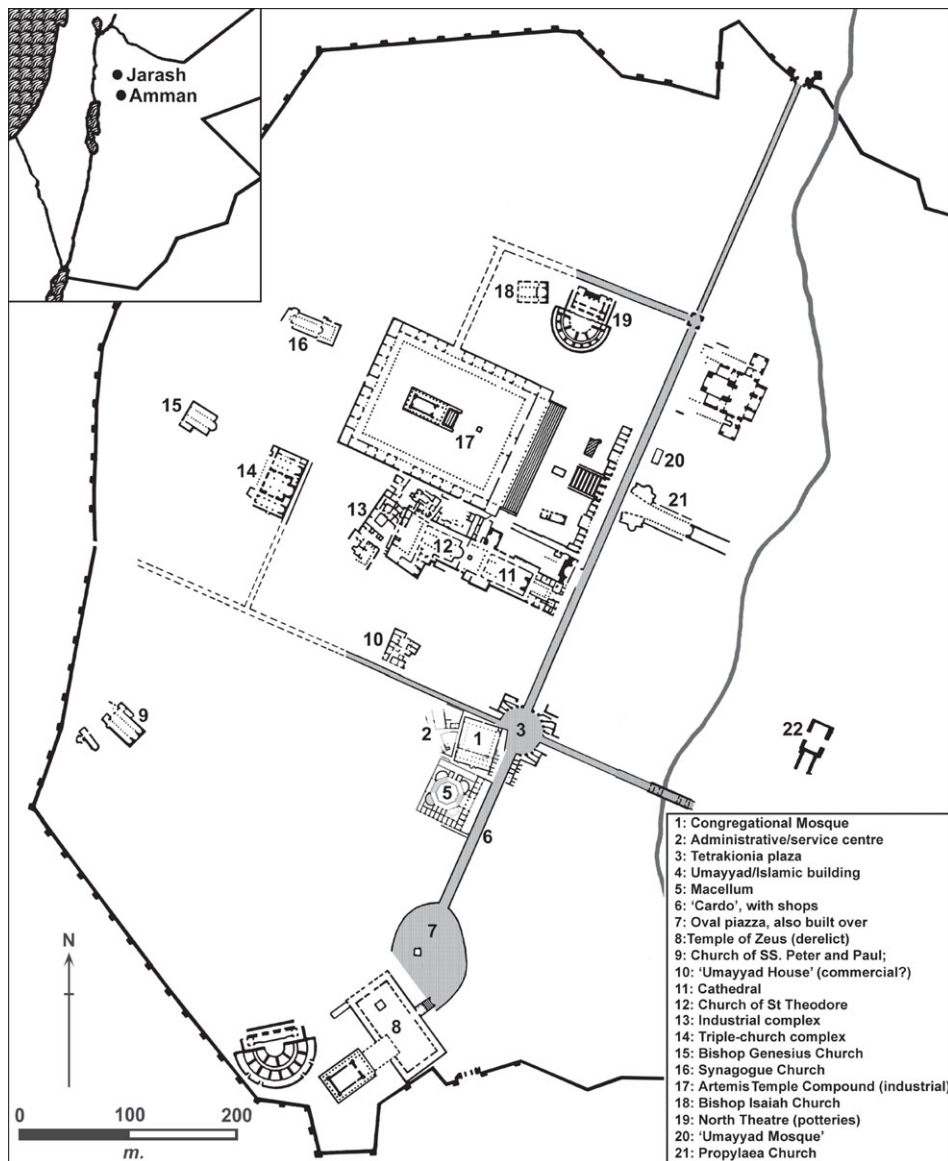 Jarash
Amman
18
19
16
15
17
20
14
21
13
12
11
10
9
2
1
3
22
5
6
7
8
N
0 100 200
m.
1: Congregational Mosque
2: Administrative/service centre
3: Tetrakionia plaza
4: Umayyad/Islamic building
5: Macellum
6: ‘Cardo’, with shops
7: Oval piazza, also built over
8:Temple of Zeus (derelict)
9: Church of SS. Peter and Paul;
10: ‘Umayyad House’ (commercial?)
11: Cathedral
12: Church of St Theodore
13: Industrial complex
14: Triple-church complex
15: Bishop Genesius Church
16: Synagogue Church
17: Artemis Temple Compound (industrial)
18: Bishop Isaiah Church
19: North Theatre (potteries)
20: ‘Umayyad Mosque’
21: Propylaea Church